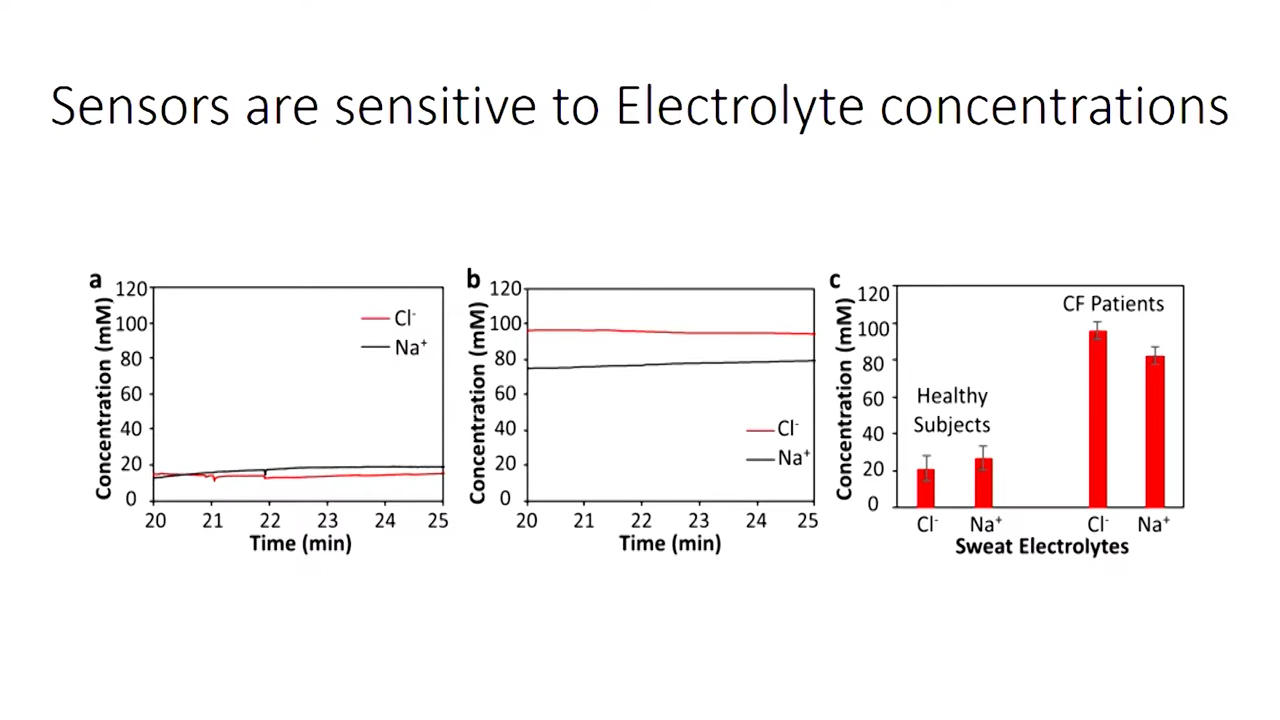 Sensors are sensitive to Electrolyte concentrations
a
Concentration (mM)
120
100
80
60
40
20
0
Cl⁻
Na⁺
20 21 22 23 24 25
Time (min)
b
Concentration (mM)
120
100
80
60
40
20
0
Cl⁻
Na⁺
20 21 22 23 24 25
Time (min)
c
Concentration (mM)
120
100
80
60
40
20
0
CF Patients
Healthy
Subjects
Cl⁻ Na⁺ Cl⁻ Na⁺
Sweat Electrolytes